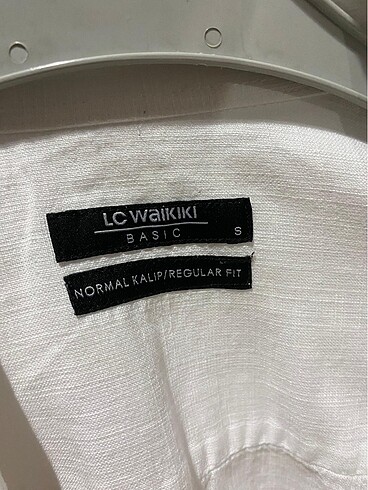 LC WAIKIKI
BASIC S
NORMAL KALIP/REGULAR FIT